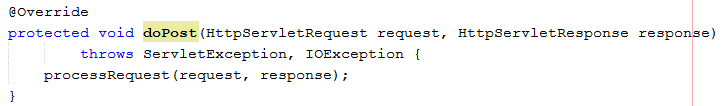 @Override
protected void doPost(HttpServletRequest request, HttpServletResponse response)
        throws ServletException, IOException {
    processRequest(request, response);
}